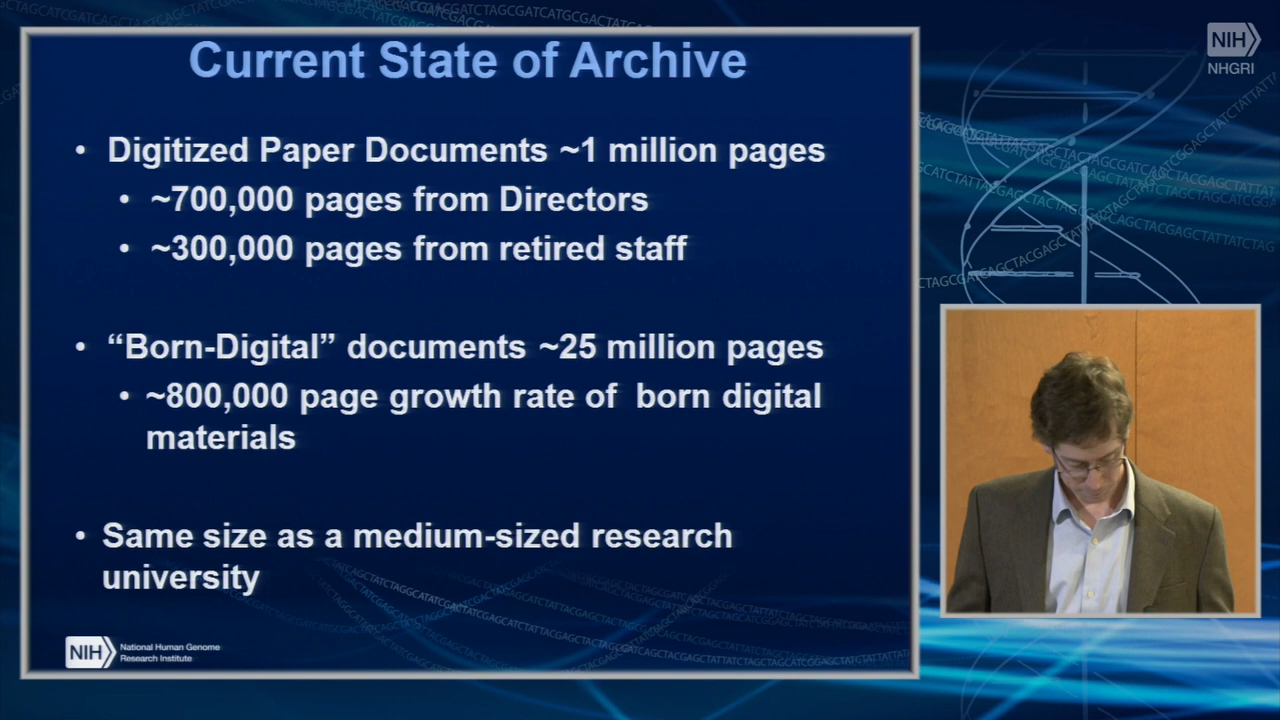 Current State of Archive
• Digitized Paper Documents ~1 million pages
• ~700,000 pages from Directors
• ~300,000 pages from retired staff
• “Born-Digital” documents ~25 million pages
• ~800,000 page growth rate of born digital
materials
• Same size as a medium-sized research
university
NIH National Human Genome
Research Institute
NIH
NHGRI